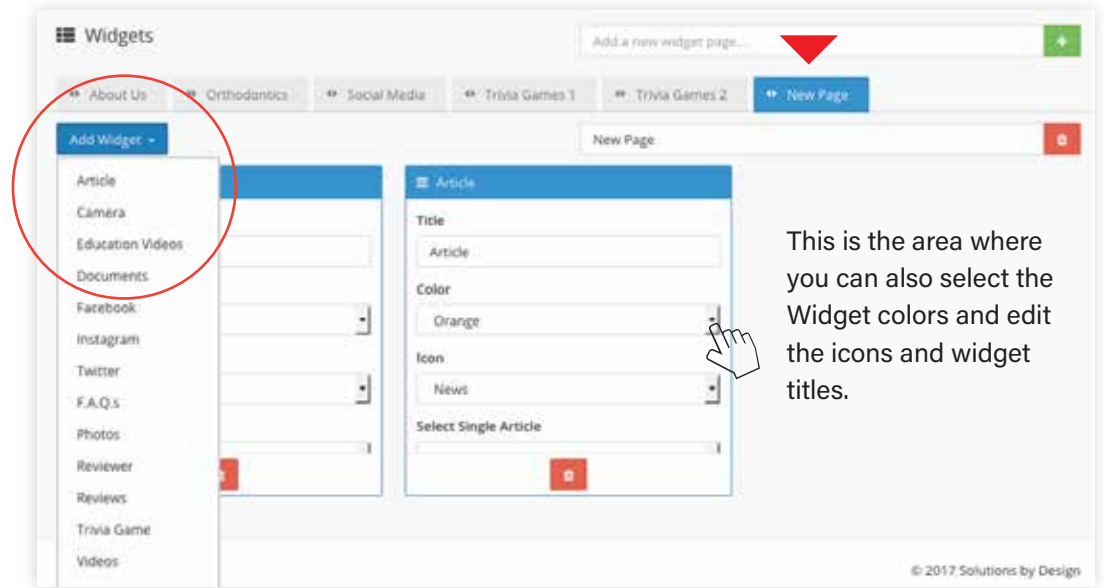 Widgets
Add a new widget page...
About Us
Orthodontics
Social Media
Trivia Games 1
Trivia Games 2
New Page
Add Widget
New Page
Article
Camera
Education Videos
Documents
Facebook
Instagram
Twitter
F.A.Q.s
Photos
Reviewer
Reviews
Trivia Game
Videos
Article
Title
Article
Color
Orange
Icon
News
Select Single Article
This is the area where
you can also select the
Widget colors and edit
the icons and widget
titles.
© 2017 Solutions by Design